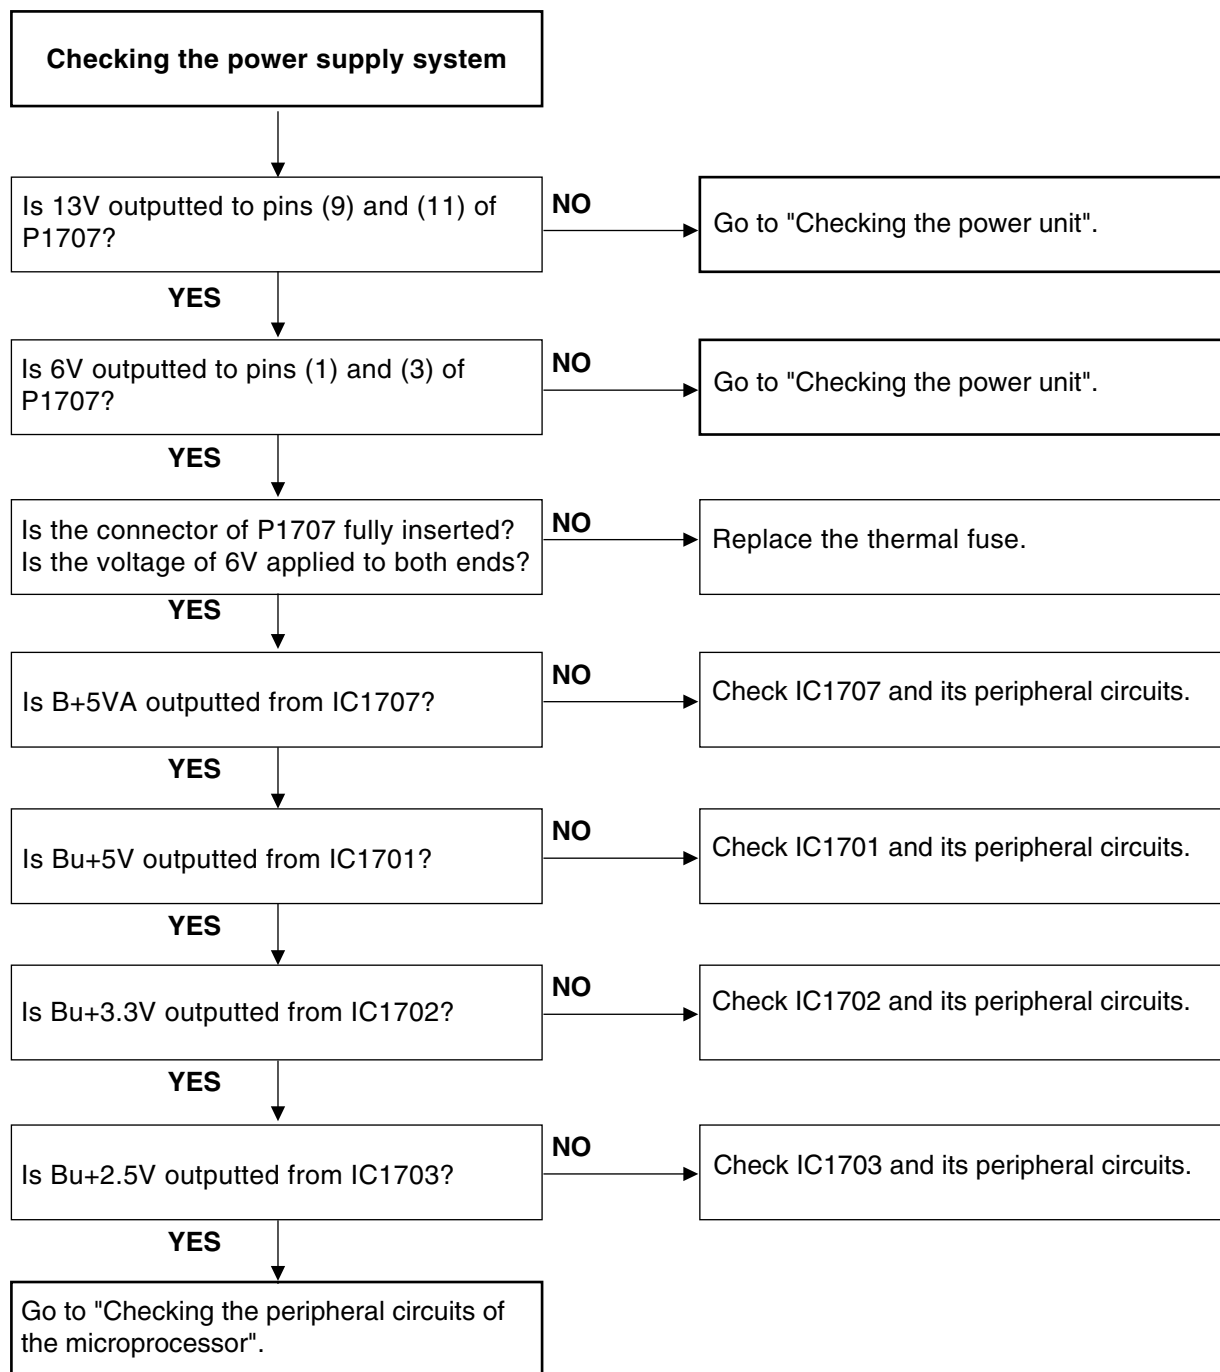 Checking the power supply system
Is 13V outputted to pins (9) and (11) of
P1707?
NO
Go to "Checking the power unit".
YES
Is 6V outputted to pins (1) and (3) of
P1707?
NO
Go to "Checking the power unit".
YES
Is the connector of P1707 fully inserted?
Is the voltage of 6V applied to both ends?
NO
Replace the thermal fuse.
YES
Is B+5VA outputted from IC1707?
NO
Check IC1707 and its peripheral circuits.
YES
Is Bu+5V outputted from IC1701?
NO
Check IC1701 and its peripheral circuits.
YES
Is Bu+3.3V outputted from IC1702?
NO
Check IC1702 and its peripheral circuits.
YES
Is Bu+2.5V outputted from IC1703?
NO
Check IC1703 and its peripheral circuits.
YES
Go to "Checking the peripheral circuits of
the microprocessor".